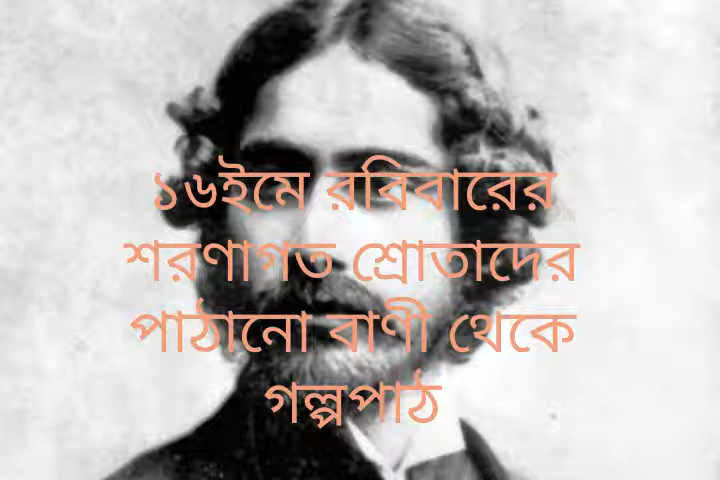 ১৬ইমে রবিবারের
শরণাগত শ্রোতাদের
পাঠানো বাণী থেকে
গল্পপাঠ